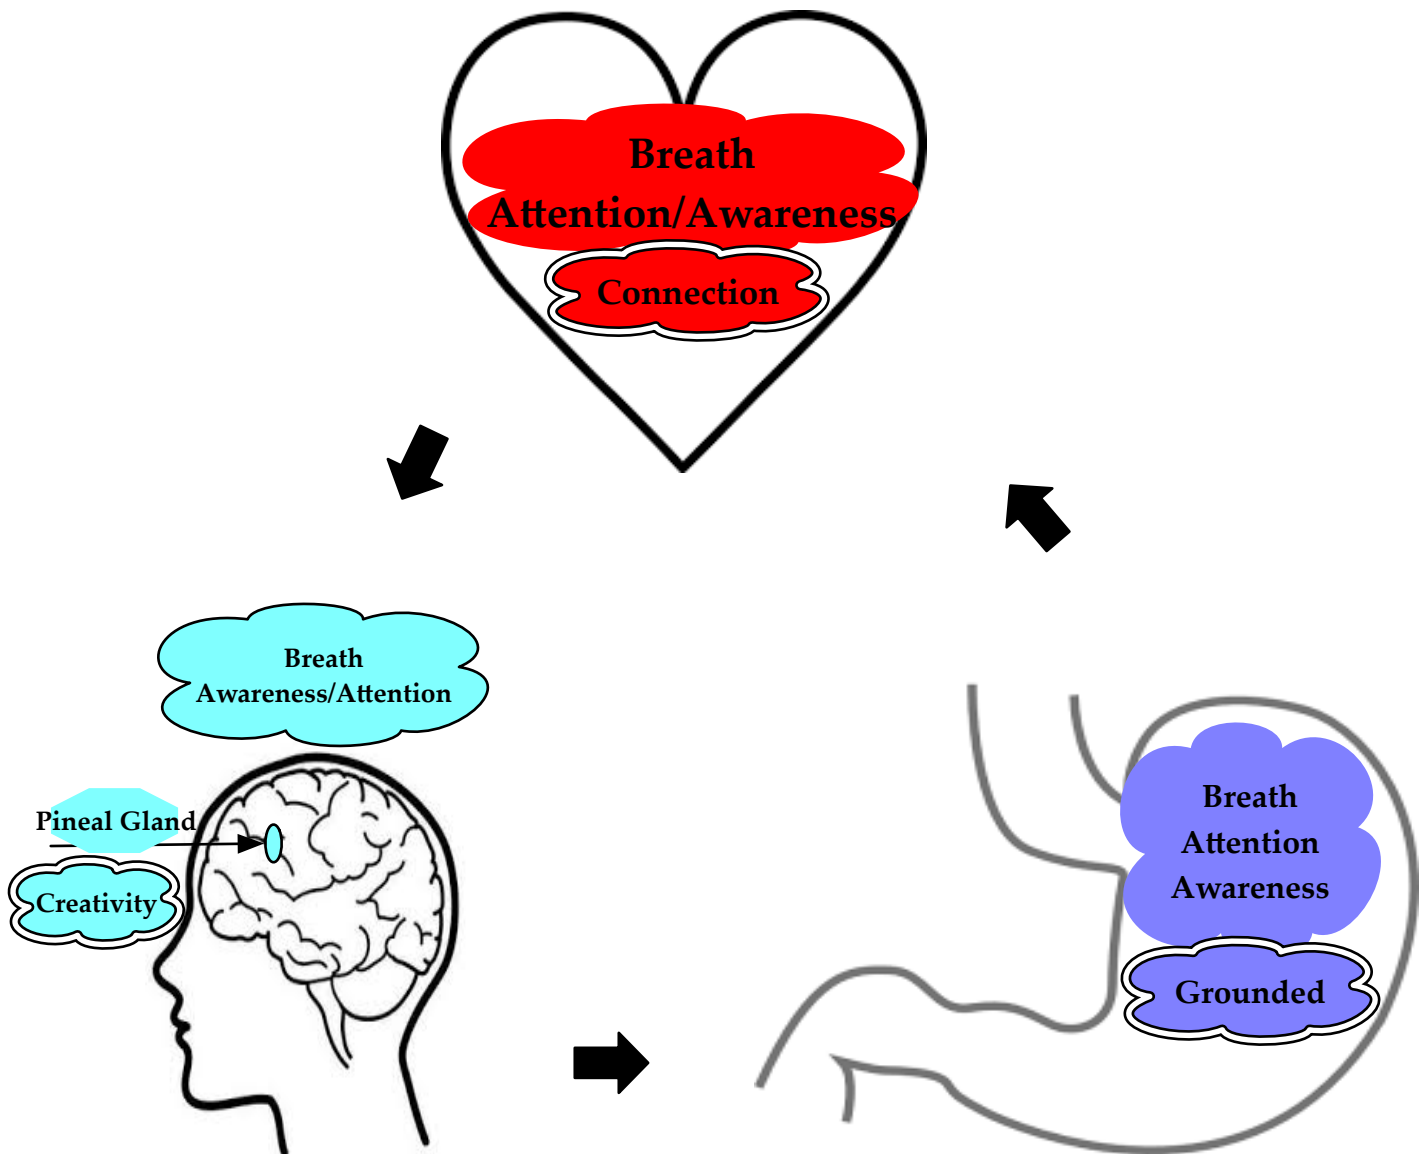 Breath
Attention/Awareness
Connection
Breath
Awareness/Attention
Pineal Gland
Creativity
Breath
Attention
Awareness
Grounded